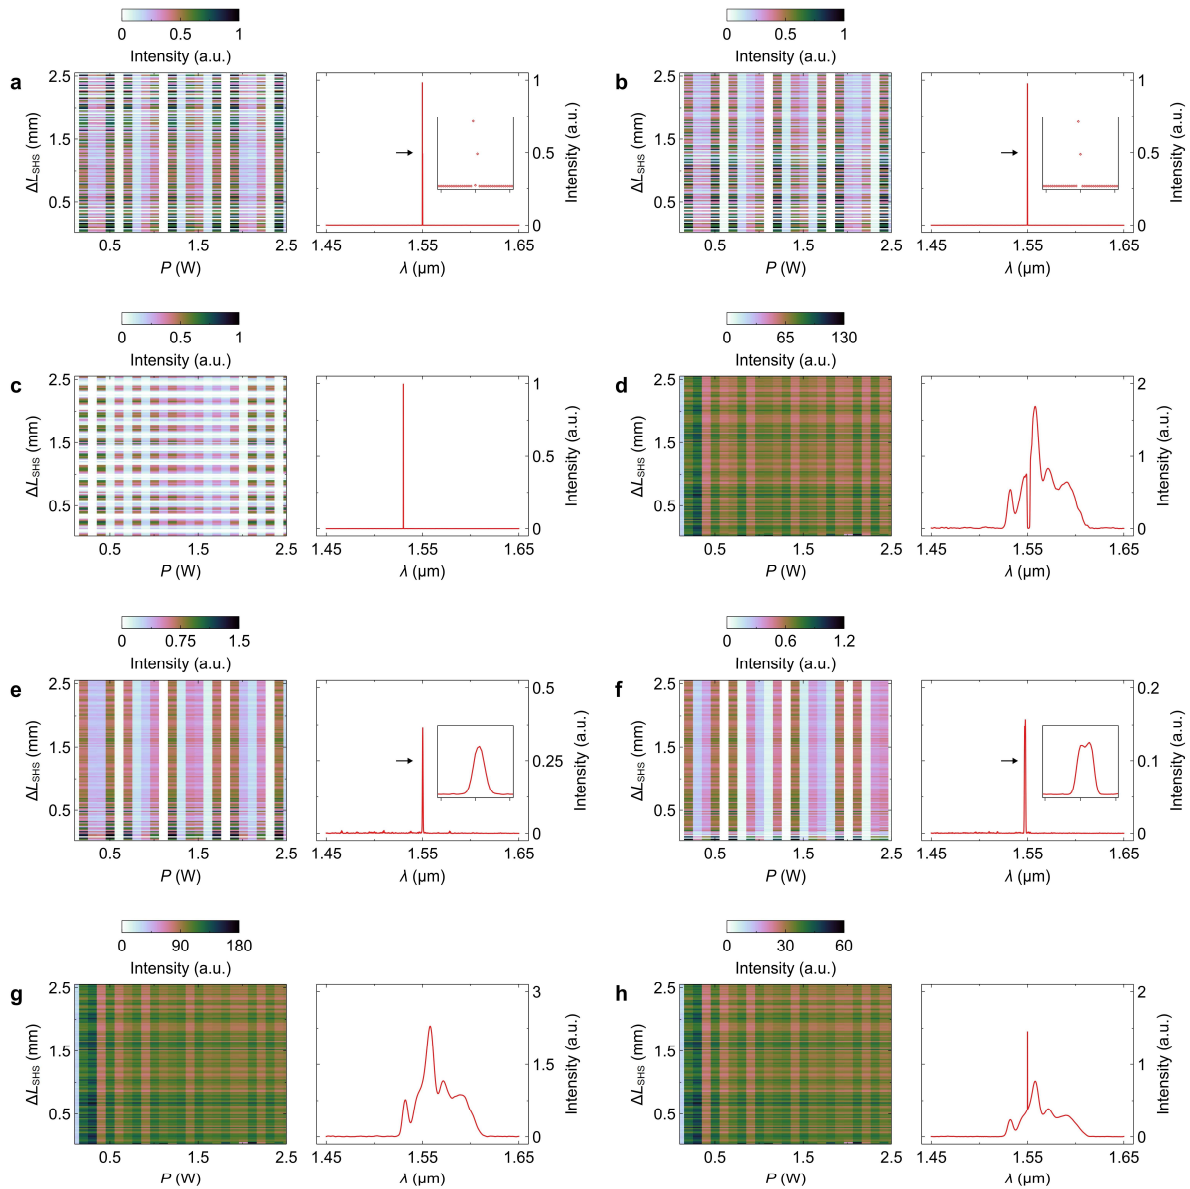 0 0.5 1
Intensity (a.u.)
0 0.5 1
Intensity (a.u.)
a
2.5
1.5
0.5
ΔL_SHS (mm)
0.5 1.5 2.5
P (W)
1
0.5
0
Intensity (a.u.)
1.45 1.55 1.65
λ (μm)
b
2.5
1.5
0.5
ΔL_SHS (mm)
0.5 1.5 2.5
P (W)
1
0.5
0
Intensity (a.u.)
1.45 1.55 1.65
λ (μm)
0 0.5 1
Intensity (a.u.)
0 65 130
Intensity (a.u.)
c
2.5
1.5
0.5
ΔL_SHS (mm)
0.5 1.5 2.5
P (W)
1
0.5
0
Intensity (a.u.)
1.45 1.55 1.65
λ (μm)
d
2.5
1.5
0.5
ΔL_SHS (mm)
0.5 1.5 2.5
P (W)
2
1
0
Intensity (a.u.)
1.45 1.55 1.65
λ (μm)
0 0.75 1.5
Intensity (a.u.)
0 0.6 1.2
Intensity (a.u.)
e
2.5
1.5
0.5
ΔL_SHS (mm)
0.5 1.5 2.5
P (W)
0.5
0.25
0
Intensity (a.u.)
1.45 1.55 1.65
λ (μm)
f
2.5
1.5
0.5
ΔL_SHS (mm)
0.5 1.5 2.5
P (W)
0.2
0.1
0
Intensity (a.u.)
1.45 1.55 1.65
λ (μm)
0 90 180
Intensity (a.u.)
0 30 60
Intensity (a.u.)
g
2.5
1.5
0.5
ΔL_SHS (mm)
0.5 1.5 2.5
P (W)
3
1.5
0
Intensity (a.u.)
1.45 1.55 1.65
λ (μm)
h
2.5
1.5
0.5
ΔL_SHS (mm)
0.5 1.5 2.5
P (W)
2
1
0
Intensity (a.u.)
1.45 1.55 1.65
λ (μm)